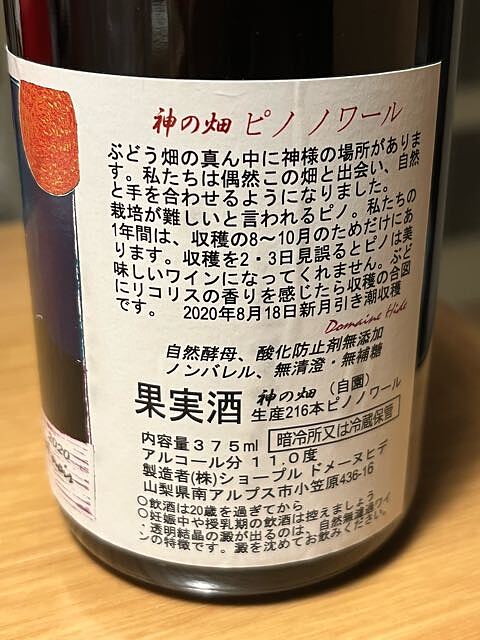 神の畑 ピノ ノワール
ぶどう畑の真ん中に神様の場所がありま
す。私たちは偶然この畑と出会い、自然
と手を合わせるようになりました。
栽培が難しいと言われるピノ。私たちの
1年間は、収穫の8~10月のためだけにあ
ります。収穫を2・3日見誤るとピノは美
味しいワインになってくれません。ぶど
にリコリスの香りを感じたら収穫の合図
です。 2020年8月18日新月引き潮収穫
Domaine Hide
自然酵母、酸化防止剤無添加
ノンバレル、無清澄・無補糖
果実酒 神の畑（自園）
生産216本ピノノワール
内容量375ml 暗冷所又は冷蔵保管
アルコール分 11.0度
製造者(株)ショープル ドメーヌヒデ
山梨県南アルプス市小笠原436-16
○飲酒は20歳を過ぎてから
○妊娠中や授乳期の飲酒は控えましょう
・透明結晶の澱が出るのは、自然無濾過ワイ
ンの特徴です。澱を沈めてお飲みください。
2020